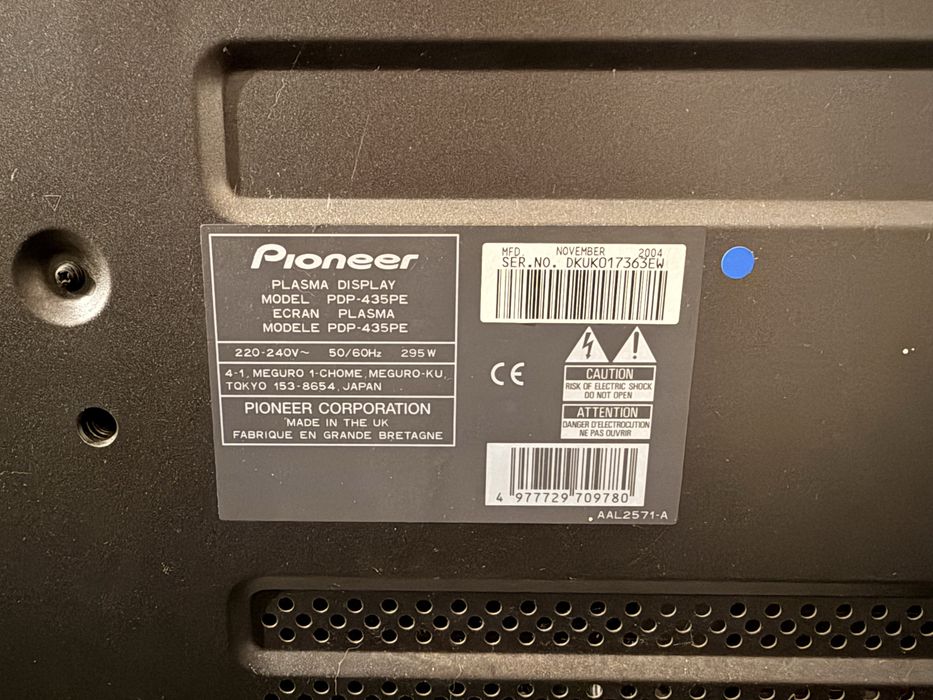 Pioneer
PLASMA DISPLAY
MODEL PDP-435PE
ECRAN PLASMA
MODELE PDP-435PE
220-240V~ 50/60Hz 295W
4-1, MEGURO 1-CHOME, MEGURO-KU,
TOKYO 153-8654, JAPAN
PIONEER CORPORATION
MADE IN THE UK
FABRIQUE EN GRANDE BRETAGNE
MFD. NOVEMBER 2004
SER.NO. DKUK017363EW
CE
CAUTION
RISK OF ELECTRIC SHOCK
DO NOT OPEN
ATTENTION
DANGER D'ELECTROCUTION
NE PAS OUVRIR
4 977729 709780
AAL2571-A